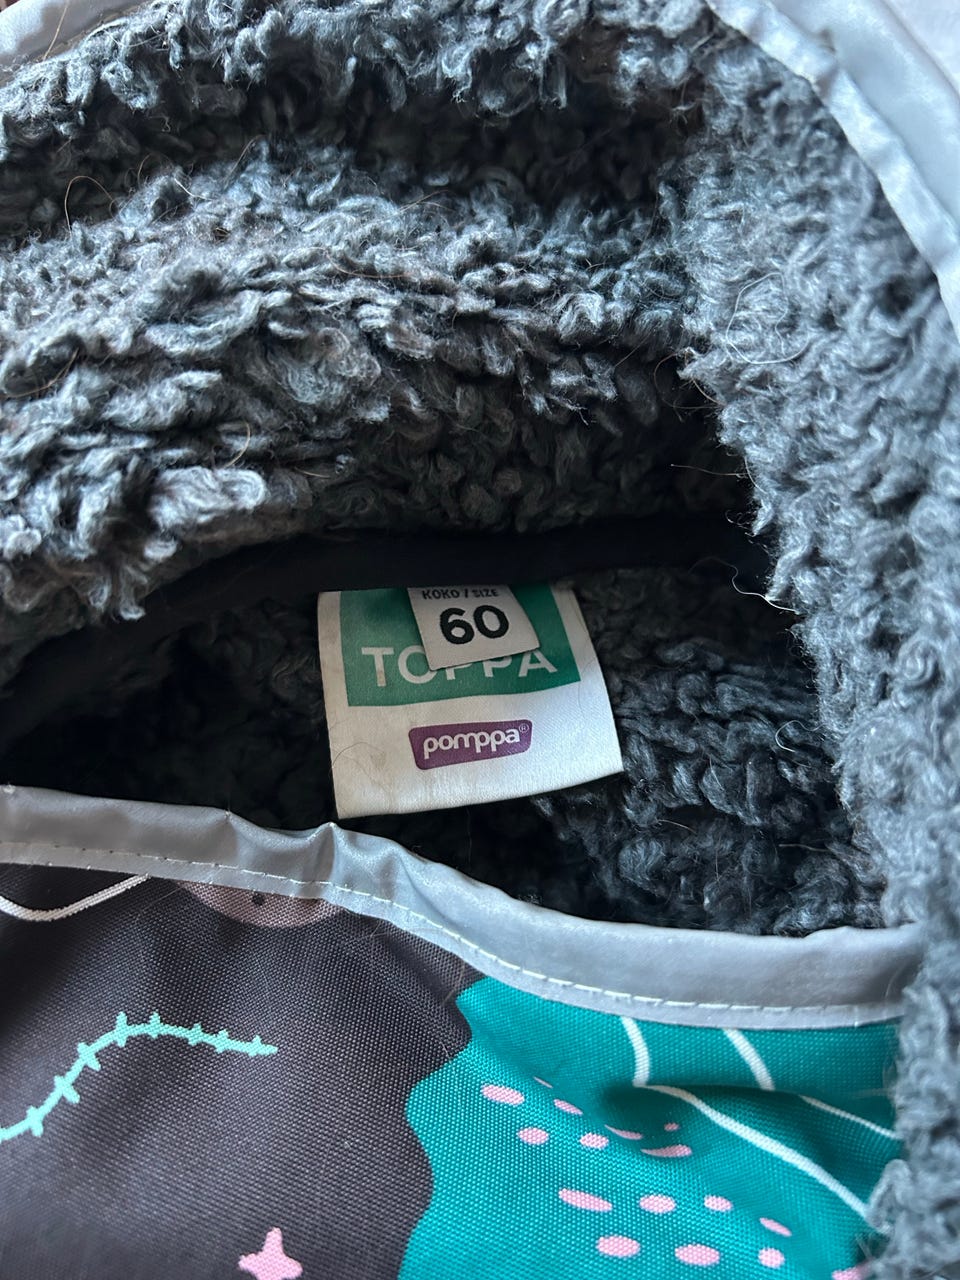 KOKO / SIZE
60
TOPPA
pomppa®